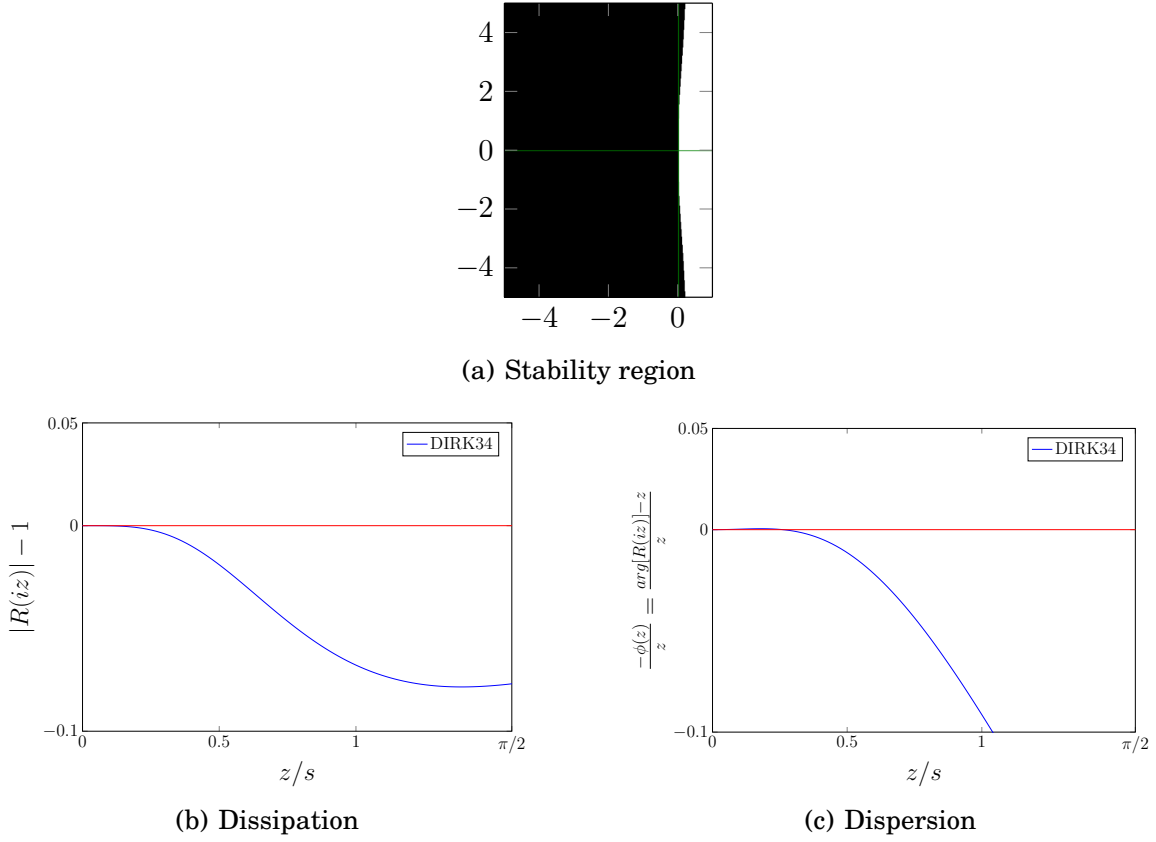 4
2
0
−2
−4
−4 −2 0
(a) Stability region
0.05
0
−0.1
|R(iz)| − 1
DIRK34
0 0.5 1 π/2
z/s
(b) Dissipation
0.05
0
−0.1
−φ(z)/z = arg[R(iz)]−z/z
DIRK34
0 0.5 1 π/2
z/s
(c) Dispersion